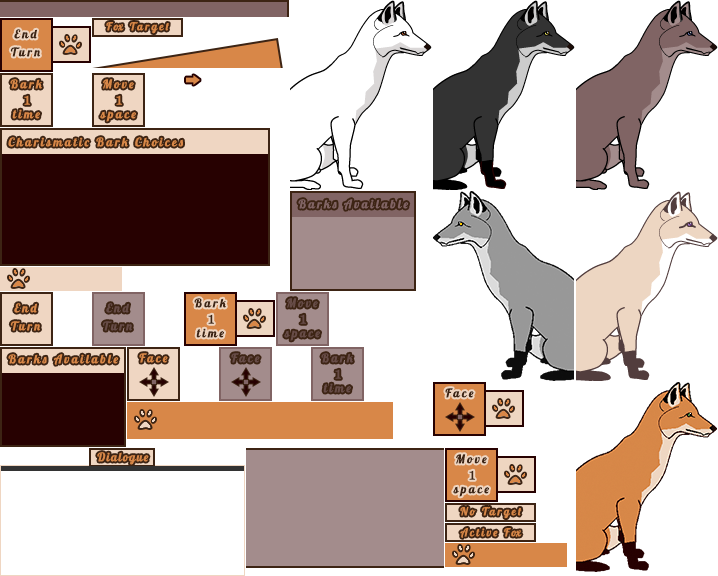 End
Turn
Fox Target
Bark
1
time
Move
1
space
Charismatic Bark Choices
Barks Available
End
Turn
End
Turn
Bark
1
time
Move
1
space
Barks Available
Face
Face
Bark
1
time
Face
Dialogue
Move
1
space
No Target
Active Fox